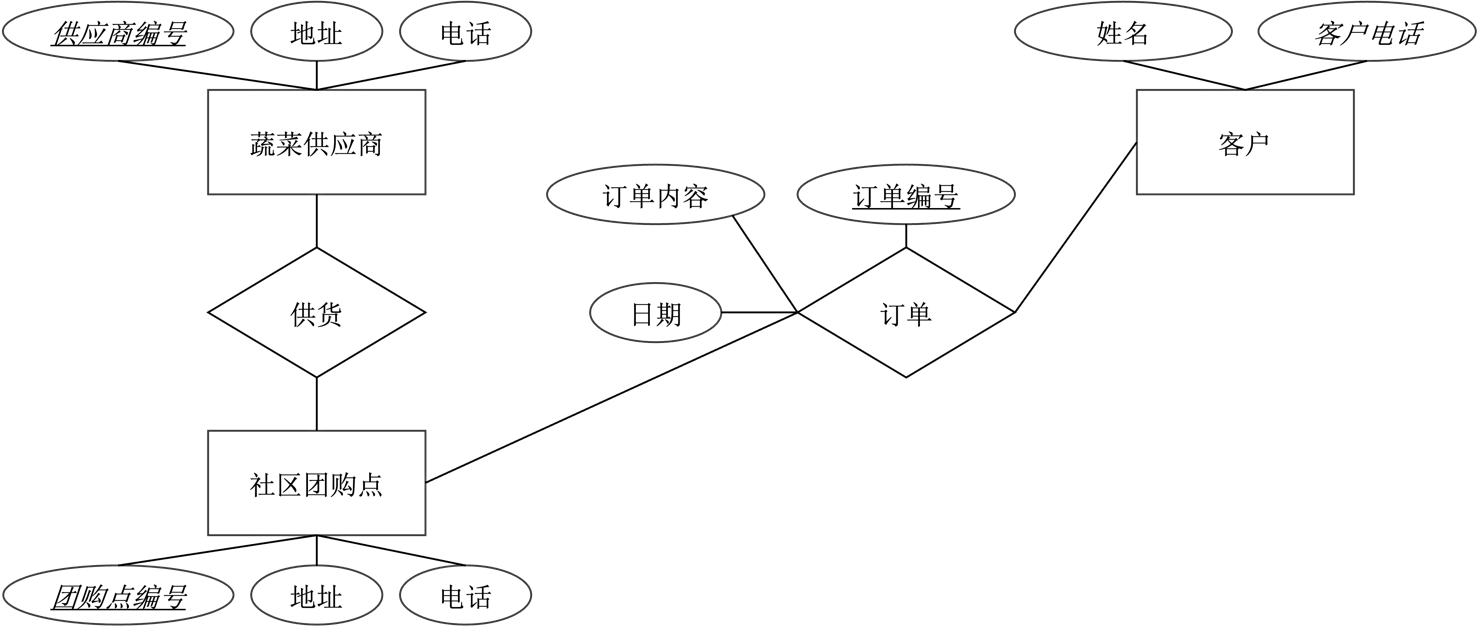 供应商编号 地址 电话 姓名 客户电话
蔬菜供应商 客户
订单内容 订单编号
供货 日期 订单
社区团购点
团购点编号 地址 电话